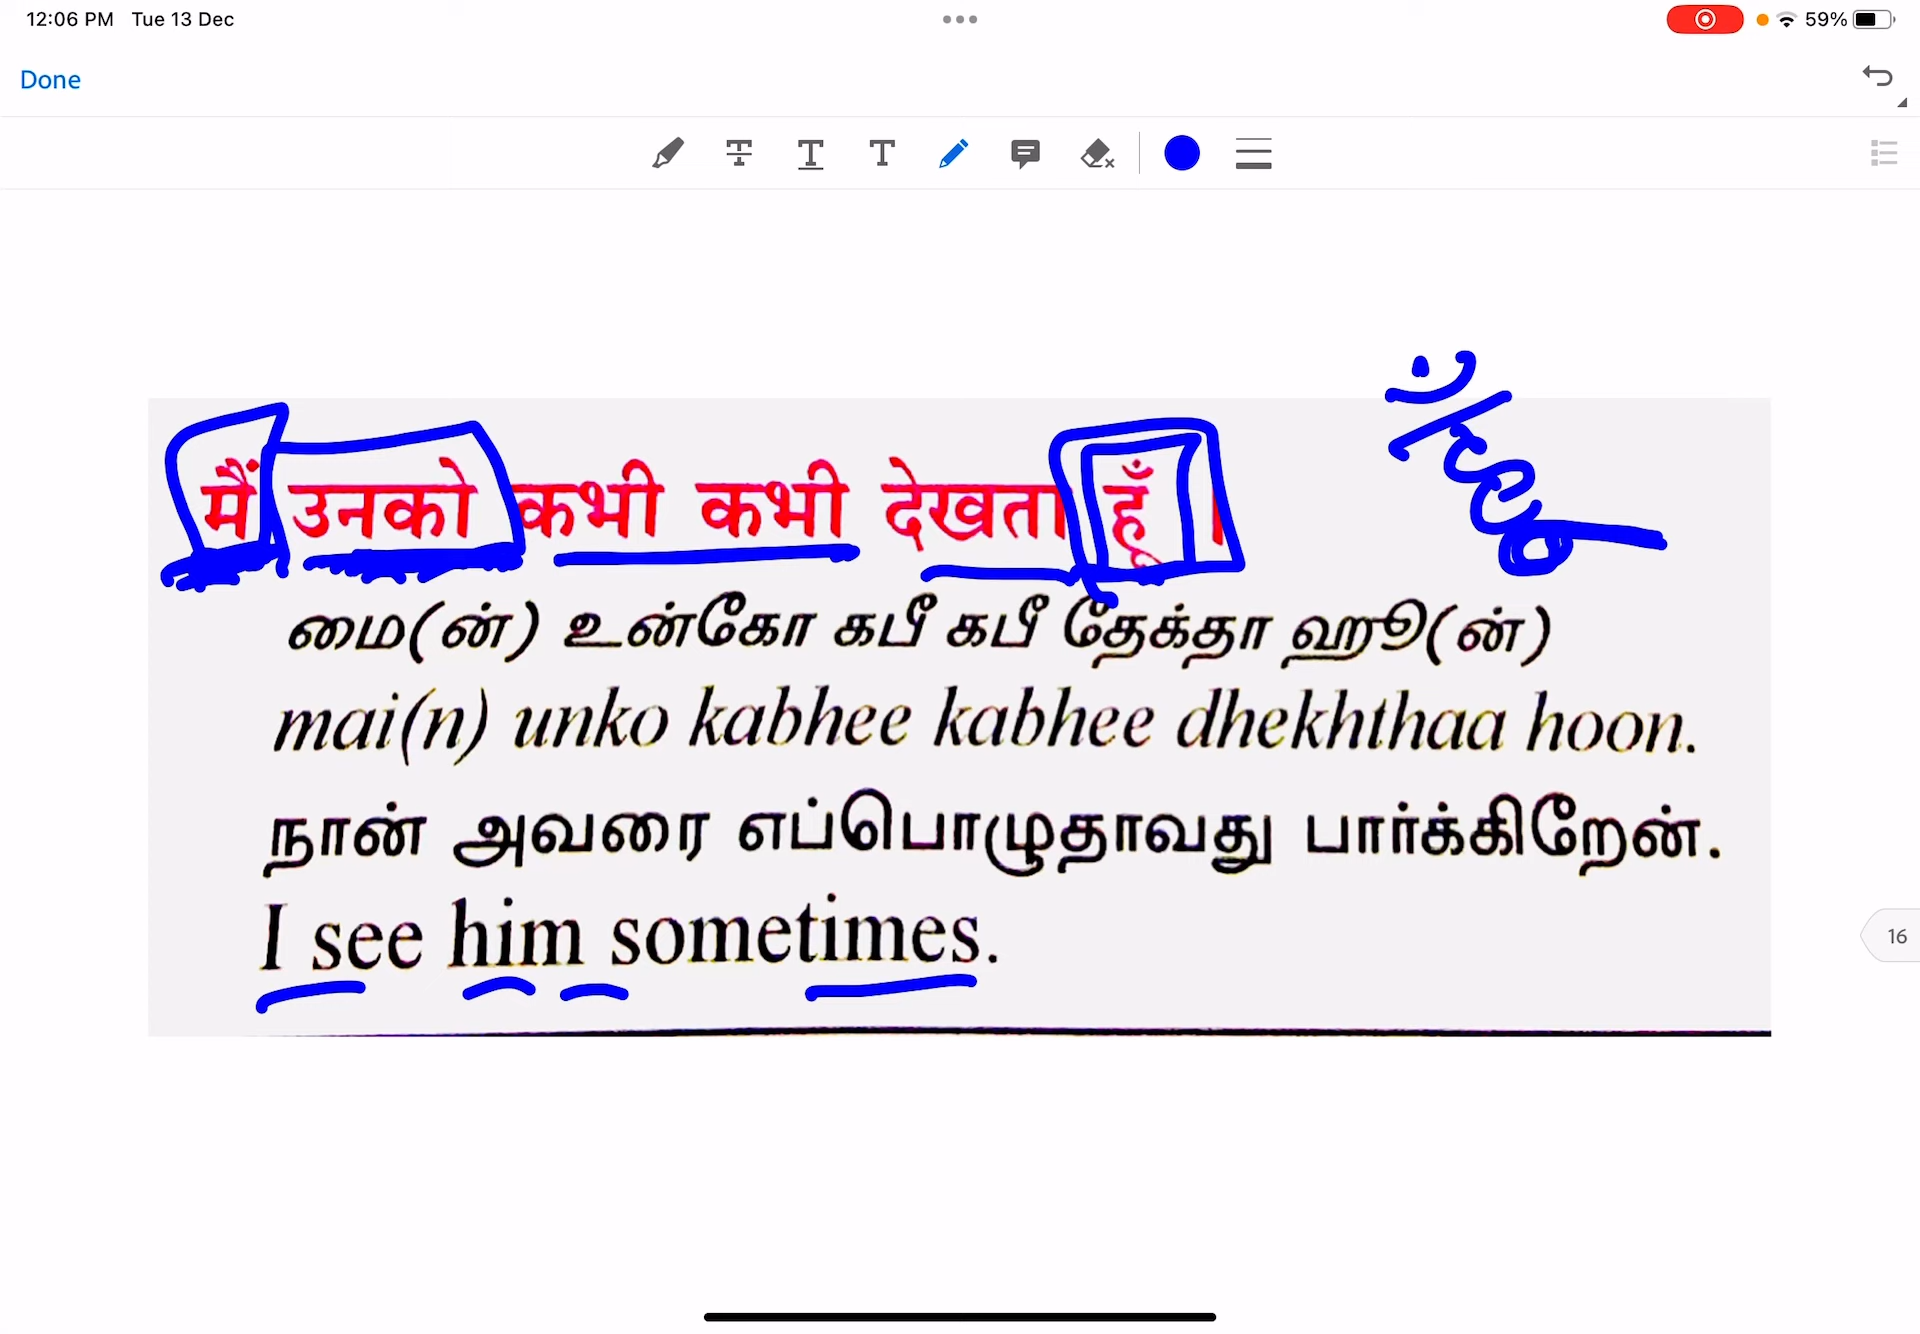 12:06 PM Tue 13 Dec
59%
Done
मैं उनको कभी कभी देखता हूँ ।
हूँ
மை(ன்) உன்கோ கபீ கபீ தேக்தா ஹூ(ன்)
mai(n) unko kabhee kabhee dhekhthaa hoon.
நான் அவரை எப்பொழுதாவது பார்க்கிறேன்.
I see him sometimes.
16